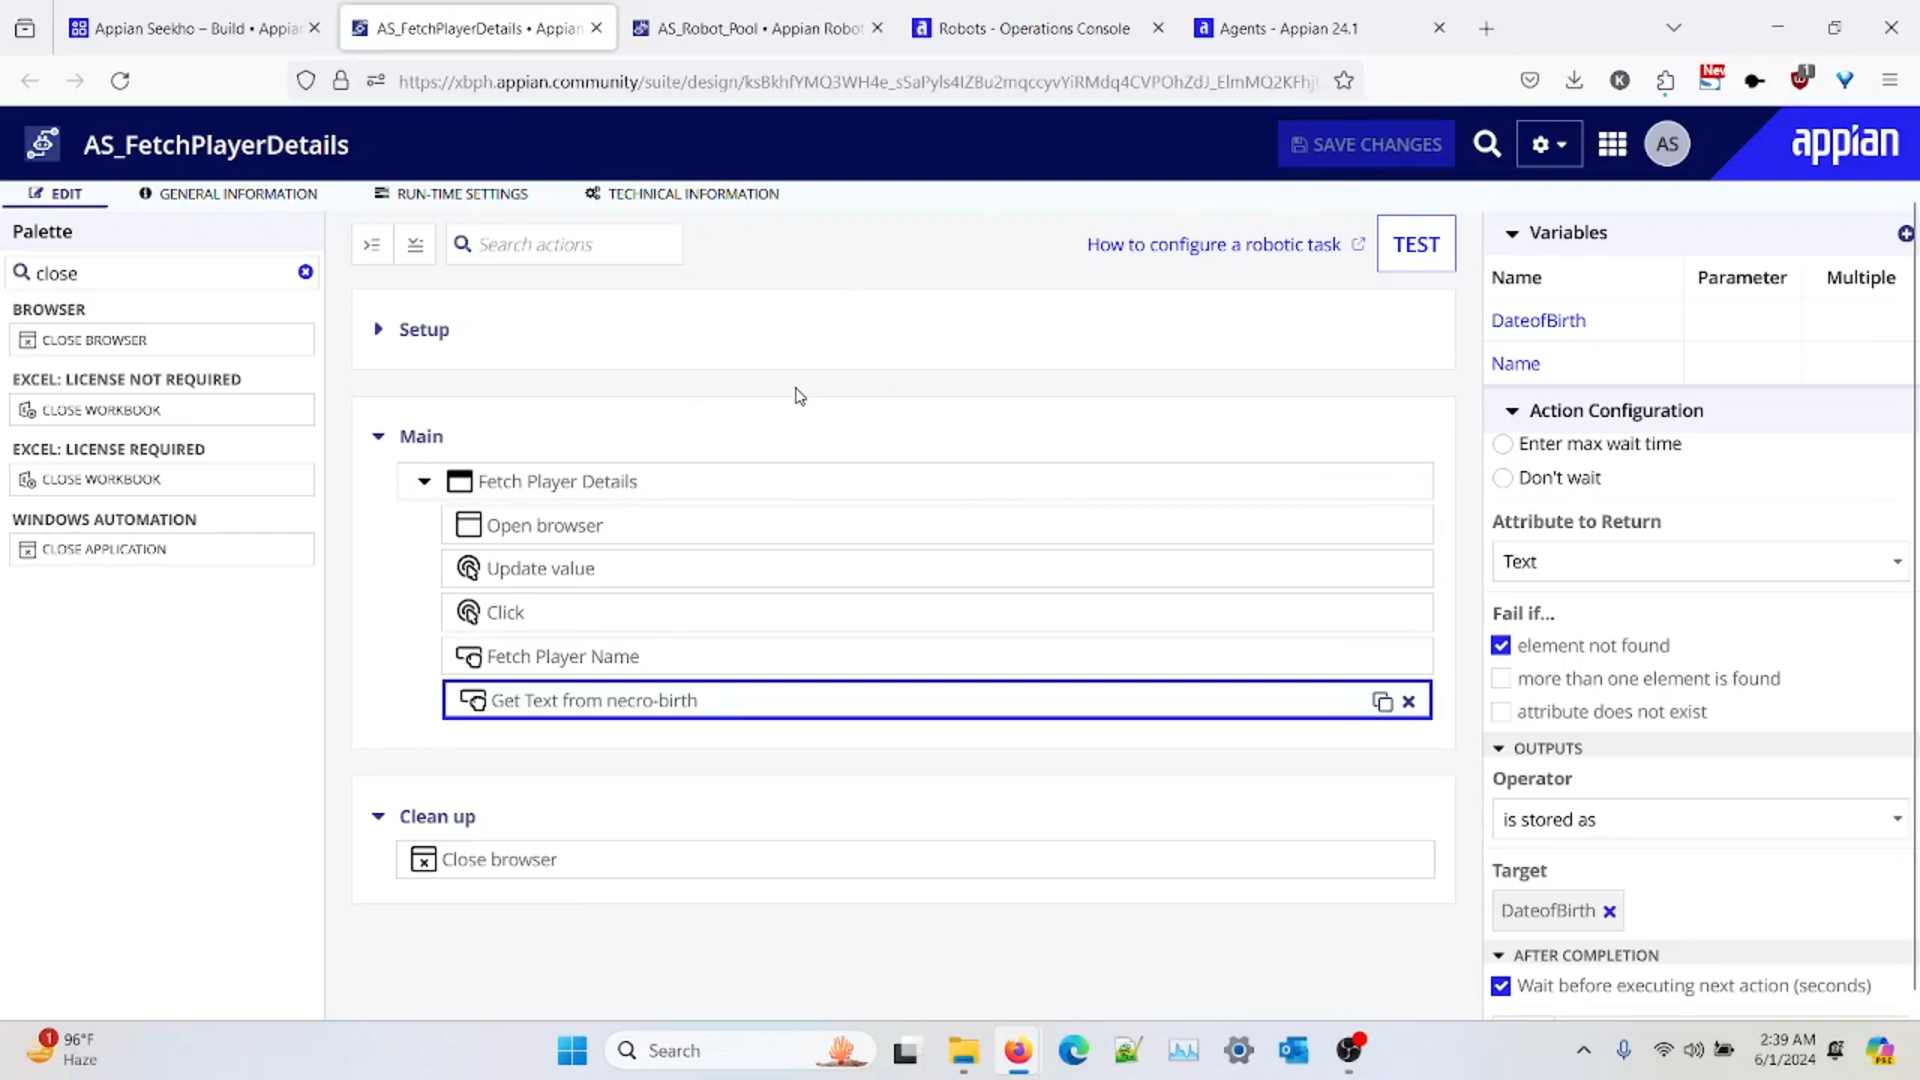 Appian Seekho – Build • Appian
AS_FetchPlayerDetails • Appian
AS_Robot_Pool • Appian Robot
Robots - Operations Console
Agents - Appian 24.1
https://xbph.appian.community/suite/design/ksBkhfYMQ3WH4e_sSaPyls4IZBu2mqccyvYiRMdq4CVPOhZdJ_ElmMQ2KFhj
K
New
1
AS_FetchPlayerDetails
SAVE CHANGES
AS
appian
EDIT
GENERAL INFORMATION
RUN-TIME SETTINGS
TECHNICAL INFORMATION
Palette
close
BROWSER
CLOSE BROWSER
EXCEL: LICENSE NOT REQUIRED
CLOSE WORKBOOK
EXCEL: LICENSE REQUIRED
CLOSE WORKBOOK
WINDOWS AUTOMATION
CLOSE APPLICATION
Search actions
How to configure a robotic task
TEST
Setup
Main
Fetch Player Details
Open browser
Update value
Click
Fetch Player Name
Get Text from necro-birth
Clean up
Close browser
Variables
Name Parameter Multiple
DateofBirth
Name
Action Configuration
Enter max wait time
Don't wait
Attribute to Return
Text
Fail if...
element not found
more than one element is found
attribute does not exist
OUTPUTS
Operator
is stored as
Target
DateofBirth
AFTER COMPLETION
Wait before executing next action (seconds)
1
96°F
Haze
Search
2:39 AM
6/1/2024